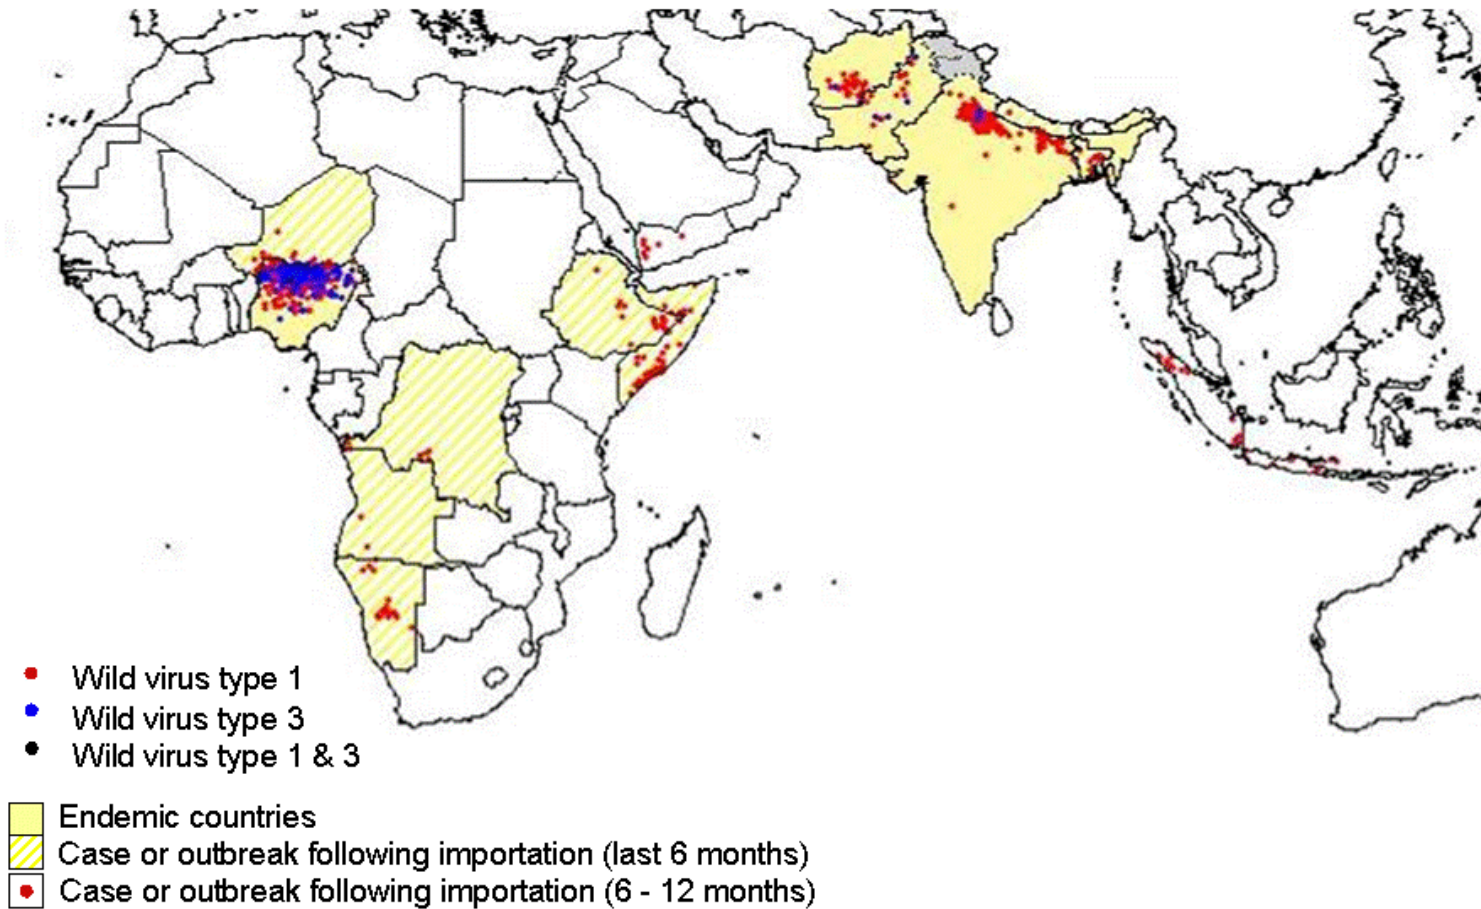 Wild virus type 1
Wild virus type 3
Wild virus type 1 & 3
Endemic countries
Case or outbreak following importation (last 6 months)
Case or outbreak following importation (6 - 12 months)